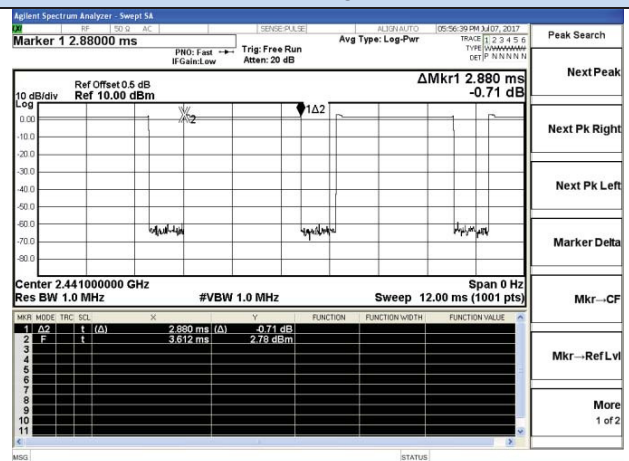 Agilent Spectrum Analyzer - Swept SA
RF 50 Ω AC SENSE:PULSE ALIGNAUTO 05:56:39 PM Jul 07, 2017
Marker 1 2.88000 ms
PNO: Fast
IFGain:Low
Trig: Free Run
Atten: 20 dB
Avg Type: Log-Pwr
TRACE 1 2 3 4 5 6
TYPE
DET P N N N N N
Peak Search
Next Peak
Next Pk Right
Next Pk Left
Marker Delta
Mkr→CF
Mkr→Ref Lvl
More
1 of 2
Ref Offset 0.5 dB
10 dB/div Ref 10.00 dBm
ΔMkr1 2.880 ms
-0.71 dB
Log
0.00
-10.0
-20.0
-30.0
-40.0
-50.0
-60.0
-70.0
-80.0
2
1Δ2
Center 2.441000000 GHz Span 0 Hz
Res BW 1.0 MHz #VBW 1.0 MHz Sweep 12.00 ms (1001 pts)
MKR MODE TRC SCL X Y FUNCTION FUNCTION WIDTH FUNCTION VALUE
1 Δ2 t (Δ) 2.880 ms (Δ) -0.71 dB
2 F t 3.612 ms 2.78 dBm
3
4
5
6
7
8
9
10
11
MSG STATUS